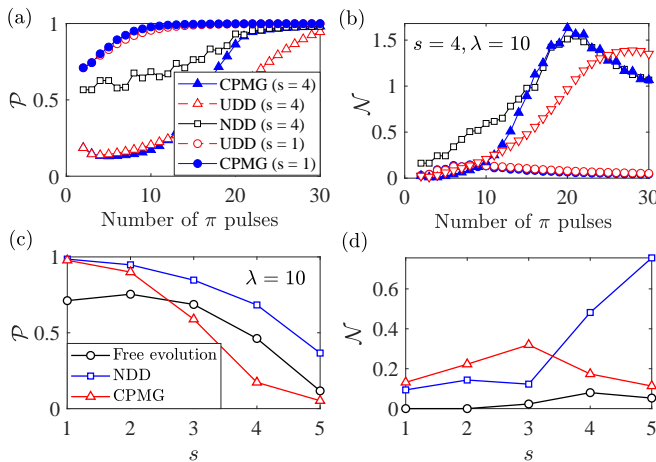 (a)
1
0.5
0
𝒫
0
10
20
30
Number of π pulses
CPMG (s = 4)
UDD (s = 4)
NDD (s = 4)
UDD (s = 1)
CPMG (s = 1)
(b)
s = 4, λ = 10
1.5
1
0.5
0
𝒩
0
10
20
30
Number of π pulses
(c)
λ = 10
1
0.5
0
𝒫
Free evolution
NDD
CPMG
1
2
3
4
5
s
(d)
0.6
0.4
0.2
0
𝒩
1
2
3
4
5
s